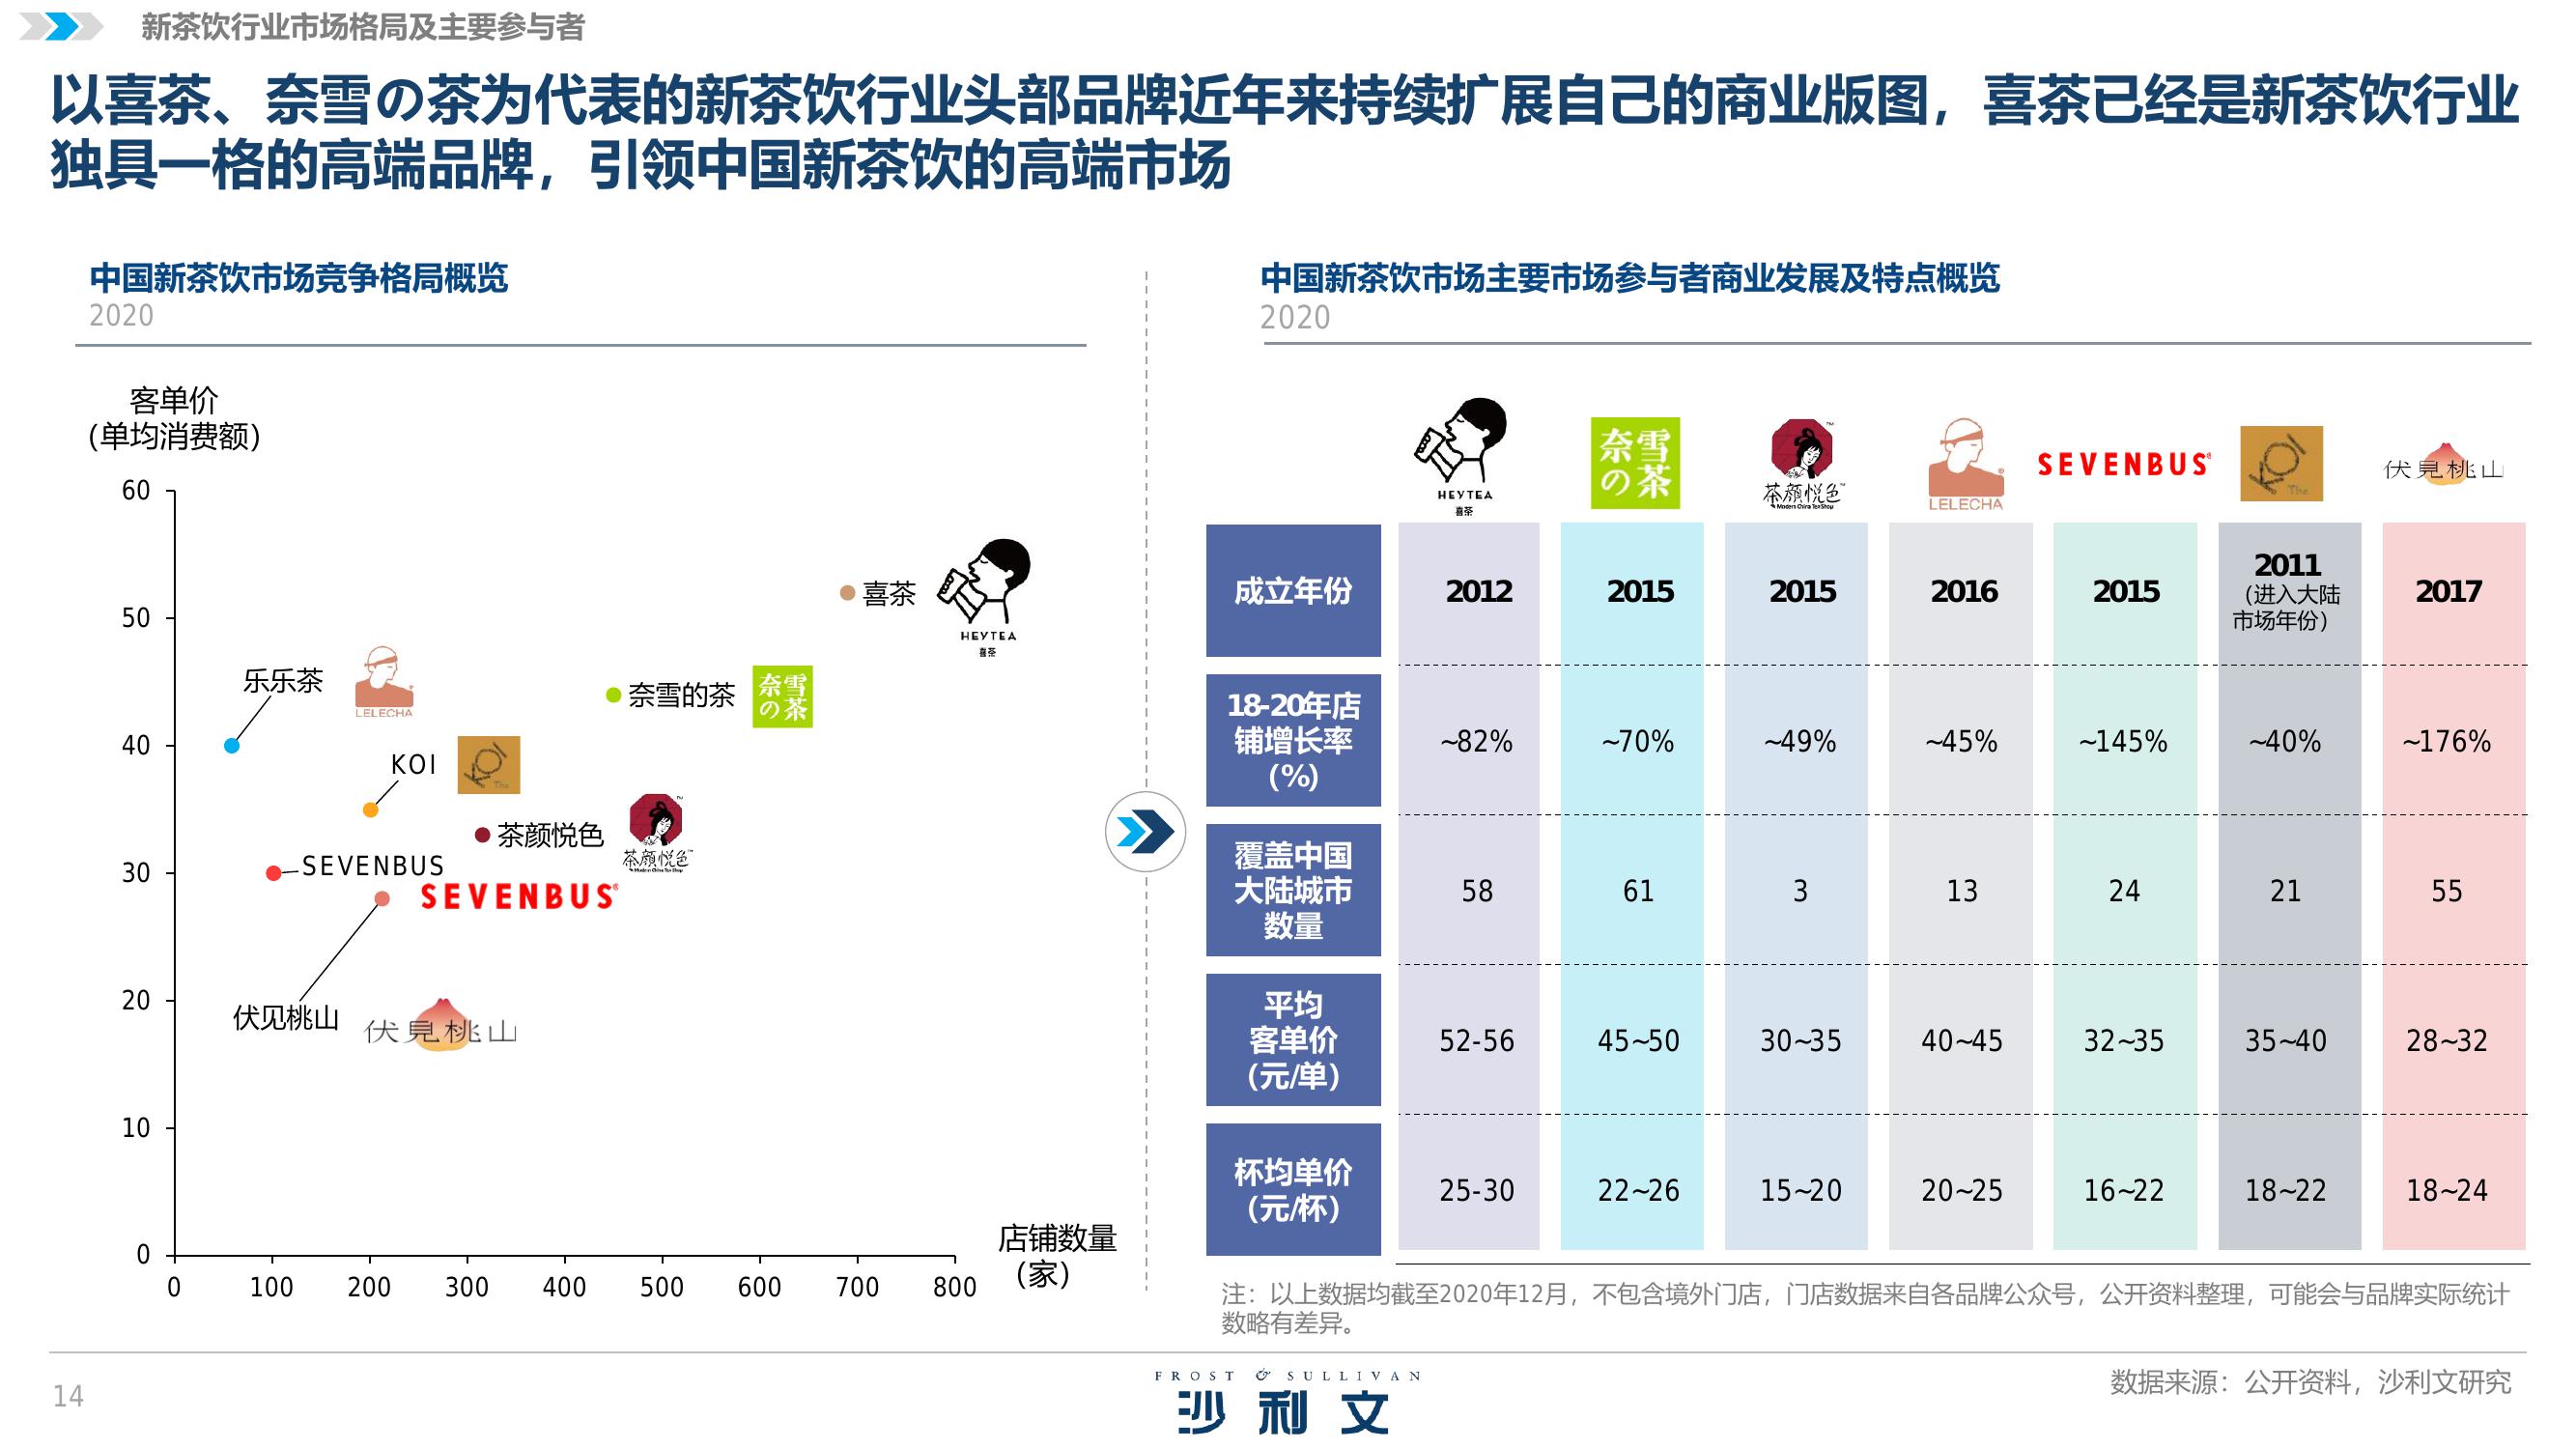 新茶饮行业市场格局及主要参与者
以喜茶、奈雪の茶为代表的新茶饮行业头部品牌近年来持续扩展自己的商业版图，喜茶已经是新茶饮行业
独具一格的高端品牌，引领中国新茶饮的高端市场
中国新茶饮市场竞争格局概览
2020
客单价
（单均消费额）
60
50
40
30
20
10
0
0 100 200 300 400 500 600 700 800
店铺数量
（家）
喜茶
HEYTEA
喜茶
乐乐茶
LELECHA
奈雪的茶
奈雪
の茶
KOI
KOI
The
茶颜悦色
茶颜悦色
Modern China Tea Shop
SEVENBUS
SEVENBUS
伏见桃山
伏見桃山
中国新茶饮市场主要市场参与者商业发展及特点概览
2020
HEYTEA
喜茶
奈雪
の茶
茶颜悦色
Modern China Tea Shop
LELECHA
SEVENBUS
KOI
The
伏見桃山
成立年份
2012 2015 2015 2016 2015 2011 2017
（进入大陆
市场年份）
18-20年店
铺增长率
（%）
~82% ~70% ~49% ~45% ~145% ~40% ~176%
覆盖中国
大陆城市
数量
58 61 3 13 24 21 55
平均
客单价
（元/单）
52-56 45~50 30~35 40~45 32~35 35~40 28~32
杯均单价
（元/杯）
25-30 22~26 15~20 20~25 16~22 18~22 18~24
注：以上数据均截至2020年12月，不包含境外门店，门店数据来自各品牌公众号，公开资料整理，可能会与品牌实际统计
数略有差异。
14
FROST & SULLIVAN
沙利文
数据来源：公开资料，沙利文研究